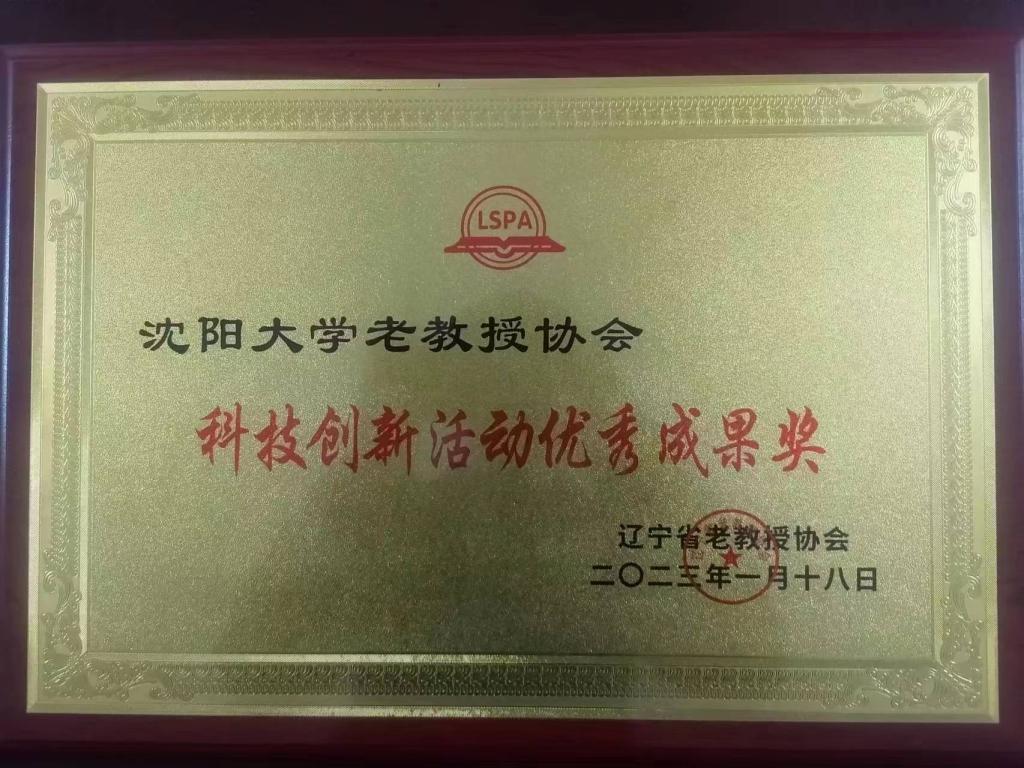 LSPA
沈阳大学老教授协会
科技创新活动优秀成果奖
辽宁省老教授协会
二〇二三年一月十八日